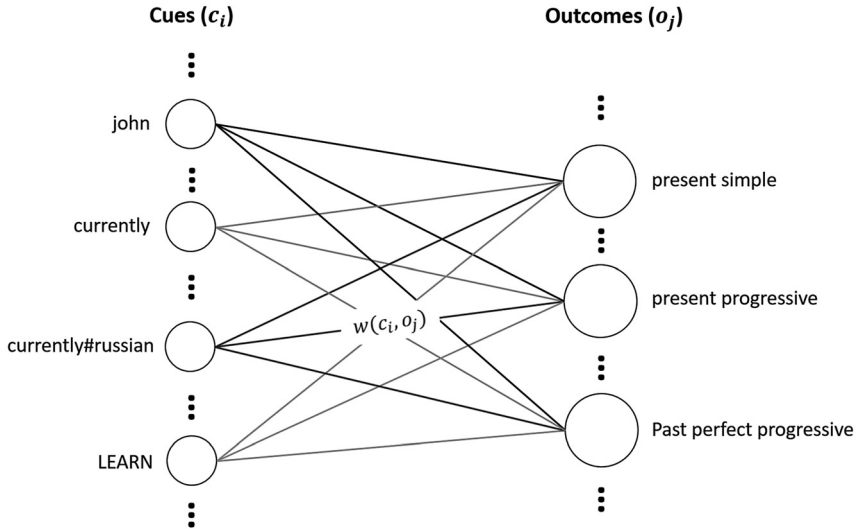 Cues (c_i)
Outcomes (o_j)
john
present simple
currently
present progressive
w(c_i, o_j)
currently#russian
Past perfect progressive
LEARN